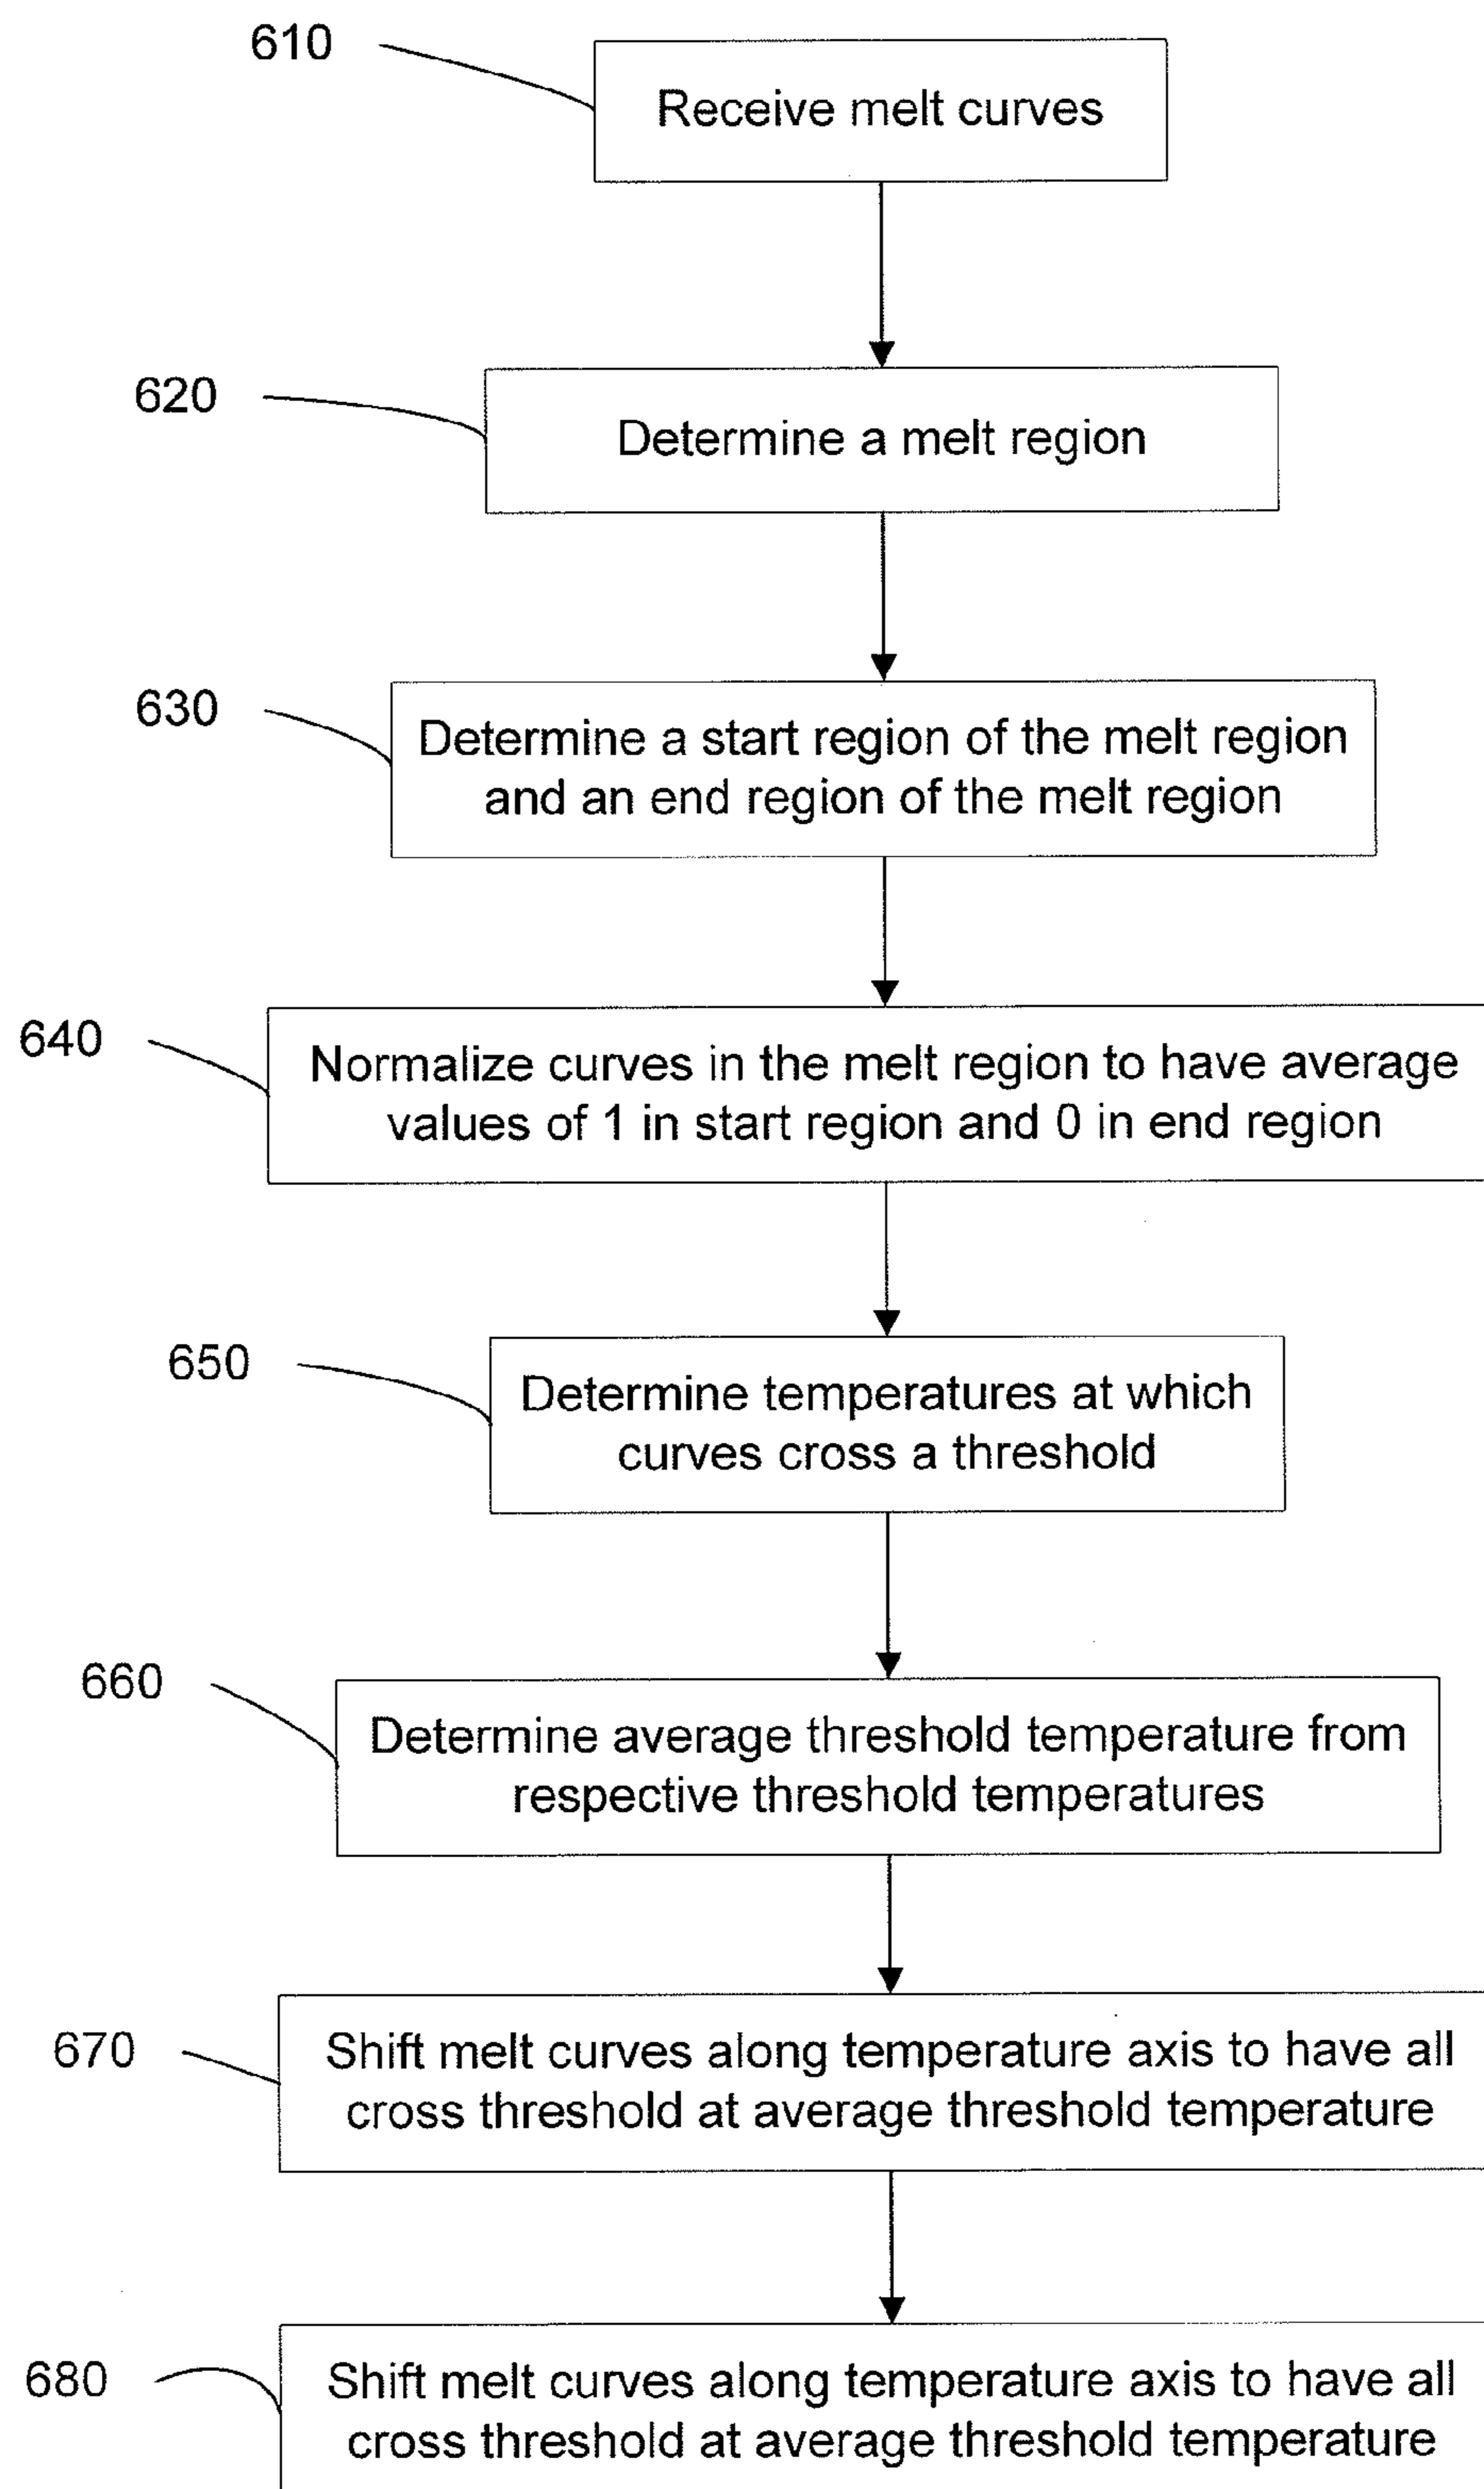 610
Receive melt curves
620
Determine a melt region
630
Determine a start region of the melt region
and an end region of the melt region
640
Normalize curves in the melt region to have average
values of 1 in start region and 0 in end region
650
Determine temperatures at which
curves cross a threshold
660
Determine average threshold temperature from
respective threshold temperatures
670
Shift melt curves along temperature axis to have all
cross threshold at average threshold temperature
680
Shift melt curves along temperature axis to have all
cross threshold at average threshold temperature